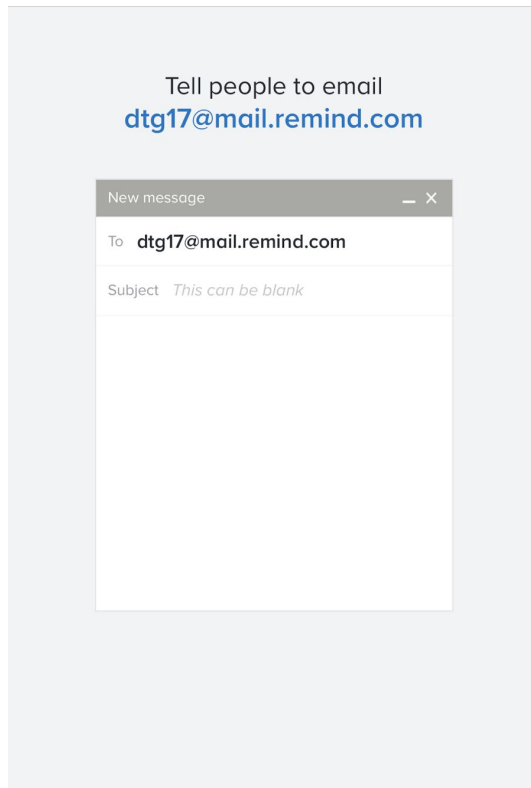 Tell people to email
dtg17@mail.remind.com
New message
To dtg17@mail.remind.com
Subject This can be blank